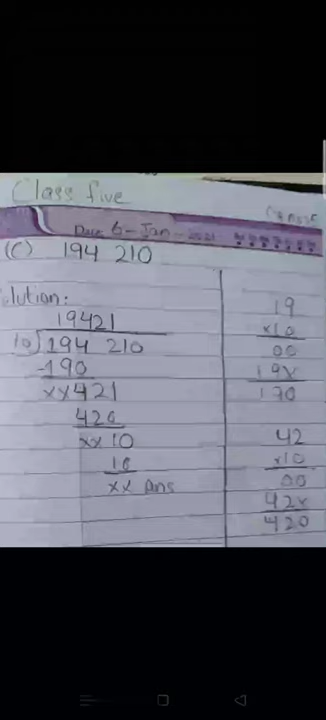 Class five
Date 6-Jan-2021
(C) 194 210
olution:
19421
10)194 210
-190
xx421
420
xx10
10
xx Ans
19
x10
00
19x
190
42
x10
00
42x
420